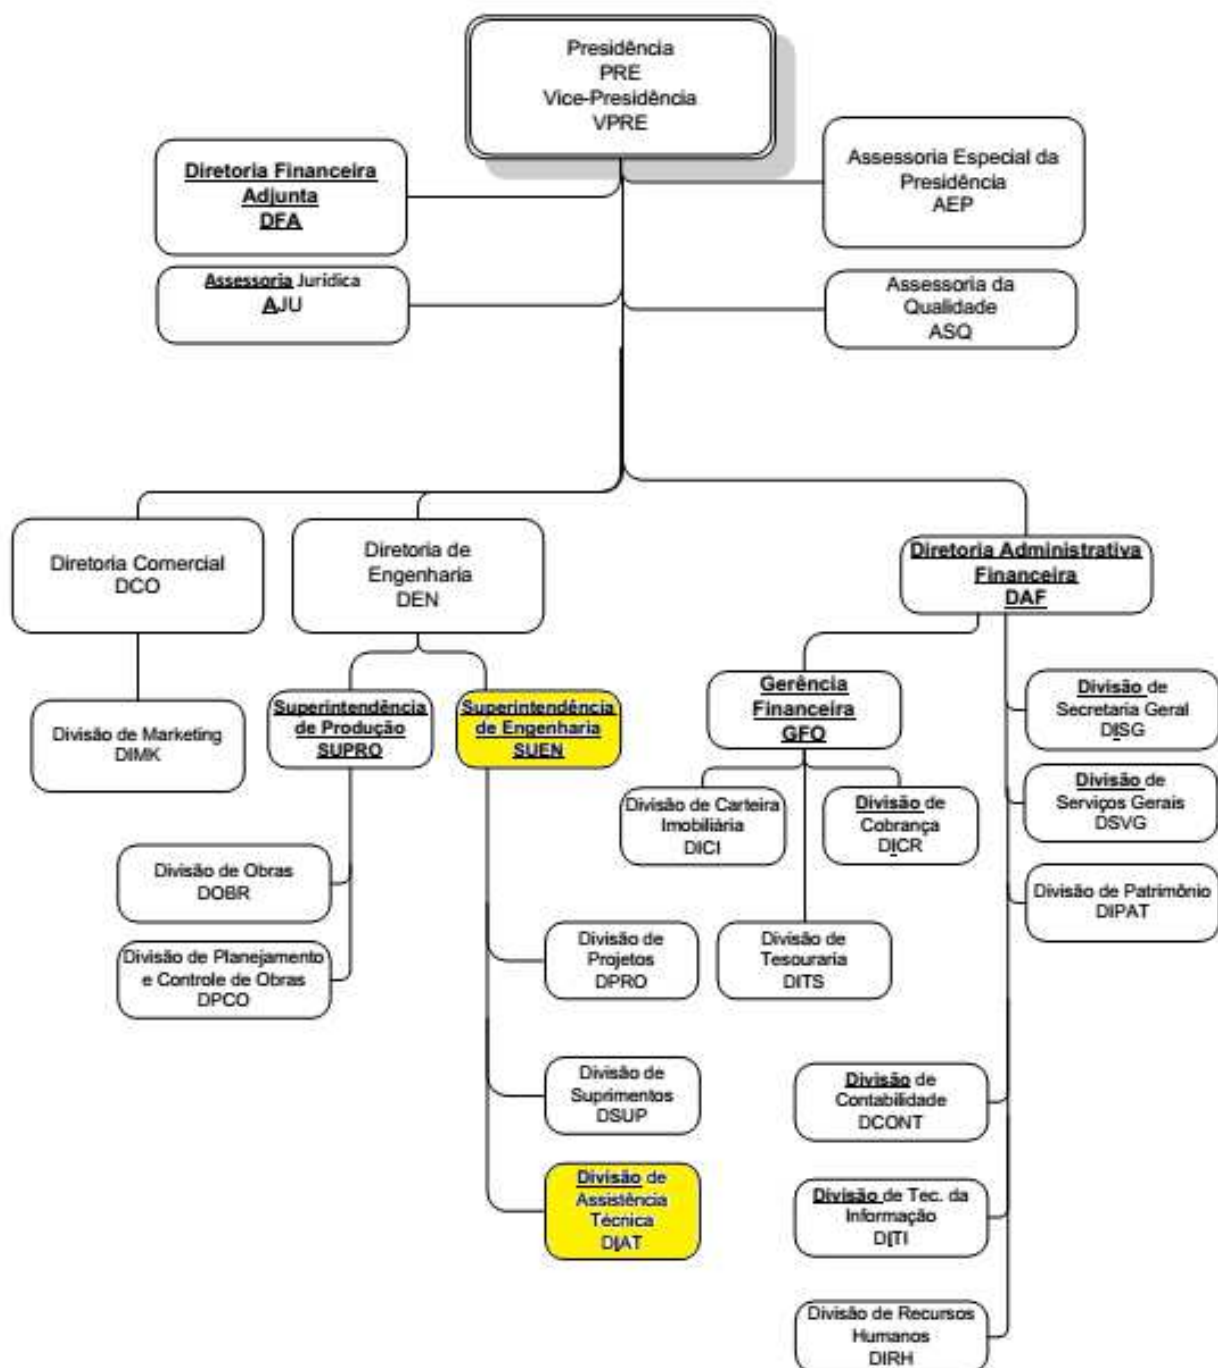 Presidência
PRE
Vice-Presidência
VPRE
Diretoria Financeira
Adjunta
DFA
Assessoria Especial da
Presidência
AEP
Assessoria Jurídica
AJU
Assessoria da
Qualidade
ASQ
Diretoria Comercial
DCO
Diretoria de
Engenharia
DEN
Diretoria Administrativa
Financeira
DAF
Divisão de Marketing
DIMK
Superintendência
de Produção
SUPRO
Superintendência
de Engenharia
SUEN
Gerência
Financeira
GFO
Divisão de
Secretaria Geral
DISG
Divisão de Carteira
Imobiliária
DICI
Divisão de
Cobrança
DICR
Divisão de
Serviços Gerais
DSVG
Divisão de Obras
DOBR
Divisão de Patrimônio
DIPAT
Divisão de Planejamento
e Controle de Obras
DPCO
Divisão de
Projetos
DPRO
Divisão de
Tesouraria
DITS
Divisão de
Suprimentos
DSUP
Divisão de
Contabilidade
DCONT
Divisão de
Assistência
Técnica
DIAT
Divisão de Tec. da
Informação
DITI
Divisão de Recursos
Humanos
DIRH